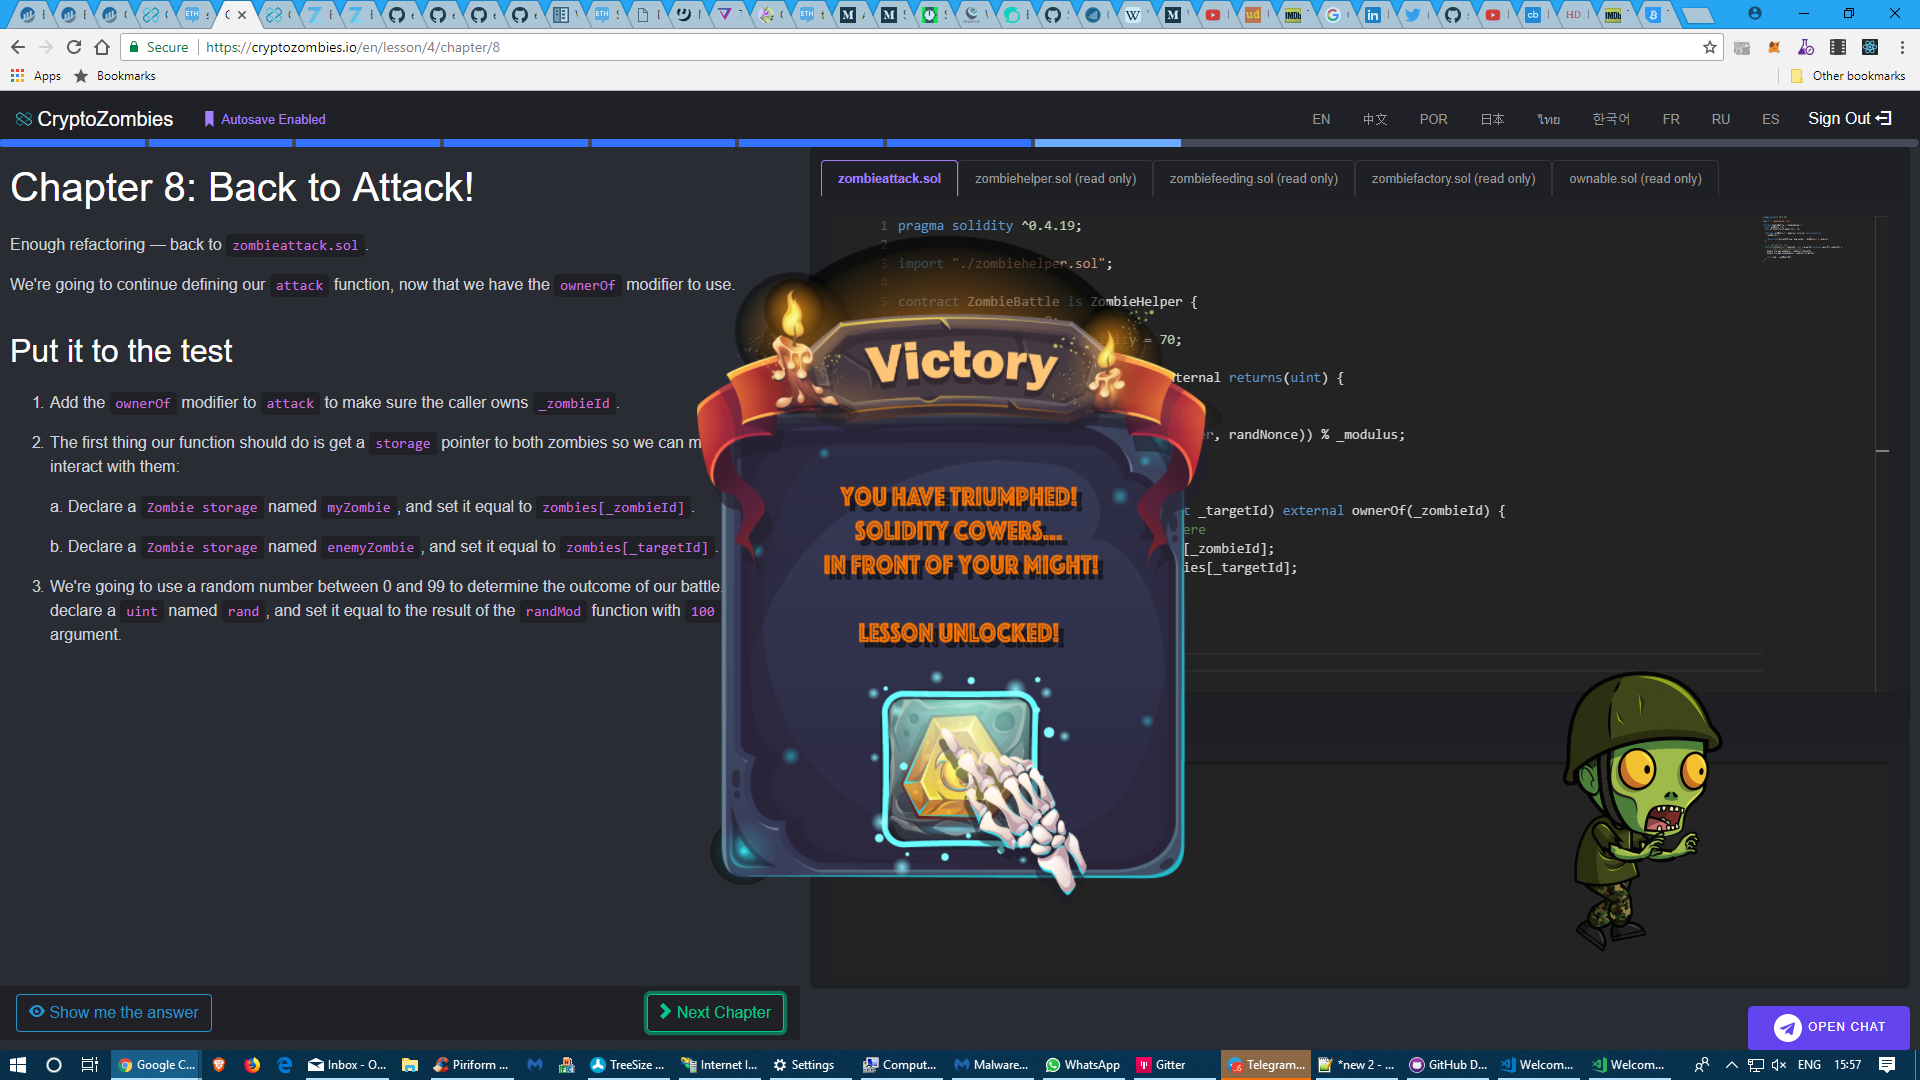 Secure
https://cryptozombies.io/en/lesson/4/chapter/8
Apps
Bookmarks
Other bookmarks
CryptoZombies
Autosave Enabled
EN 中文 POR 日本 ไทย 한국어 FR RU ES Sign Out
Chapter 8: Back to Attack!
Enough refactoring — back to zombieattack.sol .
We're going to continue defining our attack function, now that we have the ownerOf modifier to use.
Put it to the test
1. Add the ownerOf modifier to attack to make sure the caller owns _zombieId .
2. The first thing our function should do is get a storage pointer to both zombies so we can m
interact with them:
a. Declare a Zombie storage named myZombie , and set it equal to zombies[_zombieId] .
b. Declare a Zombie storage named enemyZombie , and set it equal to zombies[_targetId] .
3. We're going to use a random number between 0 and 99 to determine the outcome of our battle.
declare a uint named rand , and set it equal to the result of the randMod function with 100
argument.
Show me the answer
Next Chapter
zombieattack.sol
zombiehelper.sol (read only)
zombiefeeding.sol (read only)
zombiefactory.sol (read only)
ownable.sol (read only)
1 pragma solidity ^0.4.19;
2
3 import "./zombiehelper.sol";
4
5 contract ZombieBattle is ZombieHelper {
= 70;
ternal returns(uint) {
r, randNonce)) % _modulus;
t _targetId) external ownerOf(_zombieId) {
ere
[_zombieId];
ies[_targetId];
Victory
YOU HAVE TRIUMPHED!
SOLIDITY COWERS...
IN FRONT OF YOUR MIGHT!
LESSON UNLOCKED!
OPEN CHAT
Google C...
Inbox - O...
Piriform ...
TreeSize ...
Internet I...
Settings
Comput...
Malware...
WhatsApp
Gitter
Telegram...
*new 2 - ...
GitHub D...
Welcom...
Welcom...
ENG
15:57